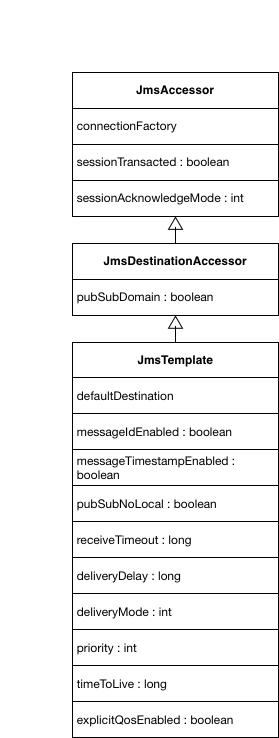 JmsAccessor
connectionFactory
sessionTransacted : boolean
sessionAcknowledgeMode : int
JmsDestinationAccessor
pubSubDomain : boolean
JmsTemplate
defaultDestination
messageIdEnabled : boolean
messageTimestampEnabled :
boolean
pubSubNoLocal : boolean
receiveTimeout : long
deliveryDelay : long
deliveryMode : int
priority : int
timeToLive : long
explicitQosEnabled : boolean